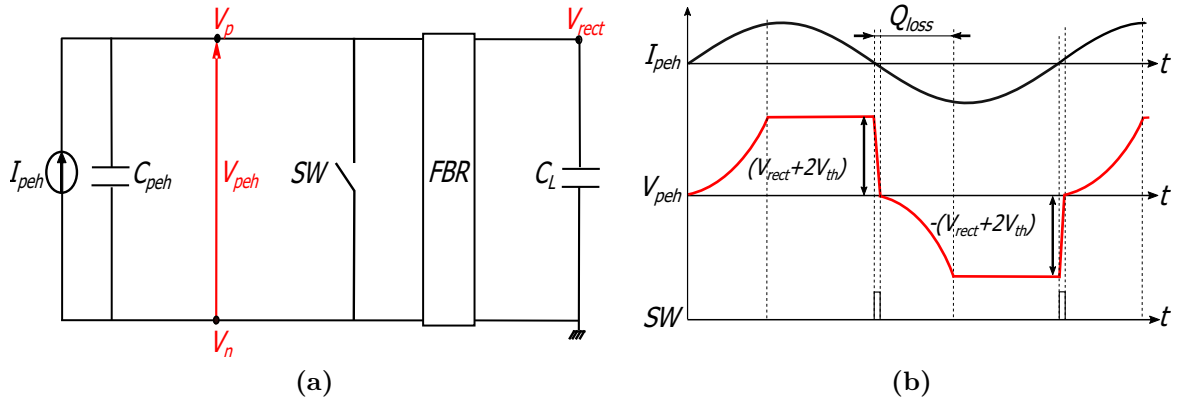 V_p
V_rect
I_peh
C_peh
V_peh
SW
FBR
C_L
V_n
(a)
Q_loss
I_peh
t
(V_rect+2V_th)
V_peh
t
-(V_rect+2V_th)
SW
t
(b)